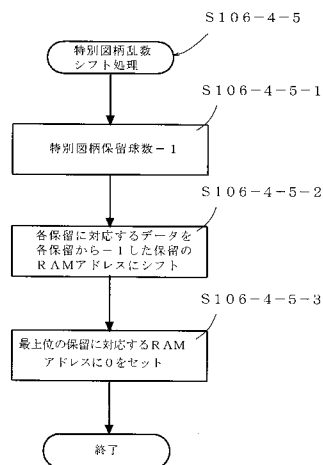 S106-4-5
特別図柄乱数
シフト処理
S106-4-5-1
特別図柄保留球数-1
S106-4-5-2
各保留に対応するデータを
各保留から-1した保留の
RAMアドレスにシフト
S106-4-5-3
最上位の保留に対応するRAM
アドレスに0をセット
終了